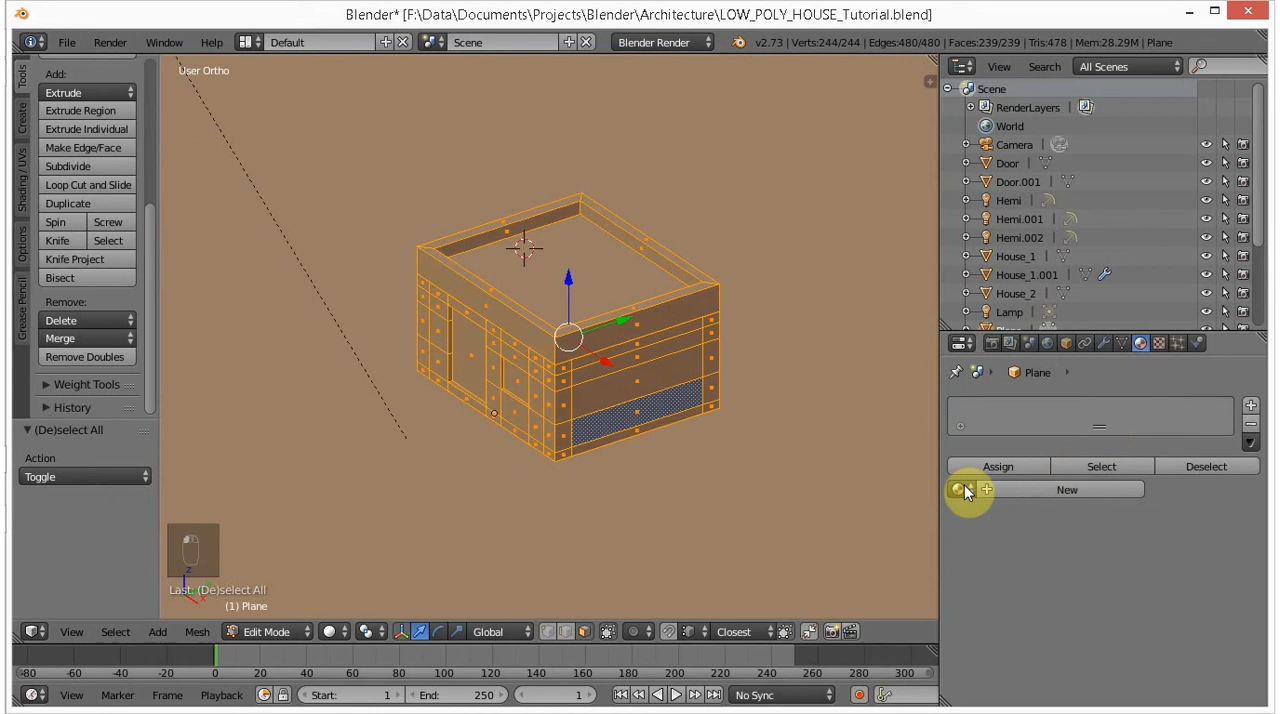 Blender* [F:\Data\Documents\Projects\Blender\Architecture\LOW_POLY_HOUSE_Tutorial.blend]
File Render Window Help Default Scene Blender Render v2.73 | Verts:244/244 | Edges:480/480 | Faces:239/239 | Tris:478 | Mem:28.29M | Plane
Tools
Create
Shading / UVs
Options
Grease Pencil
Add:
Extrude
Extrude Region
Extrude Individual
Make Edge/Face
Subdivide
Loop Cut and Slide
Duplicate
Spin Screw
Knife Select
Knife Project
Bisect
Remove:
Delete
Merge
Remove Doubles
Weight Tools
History
(De)select All
Action
Toggle
User Ortho
Last: (De)select All
(1) Plane
z
View Select Add Mesh Edit Mode Global Closest
-80 -60 -40 -20 0 20 40 60 80 100 120 140 160 180 200 220 240 260 280 300
View Marker Frame Playback Start: 1 End: 250 1 No Sync
View Search All Scenes
Scene
RenderLayers
World
Camera
Door
Door.001
Hemi
Hemi.001
Hemi.002
House_1
House_1.001
House_2
Lamp
Plane
Assign Select Deselect
New